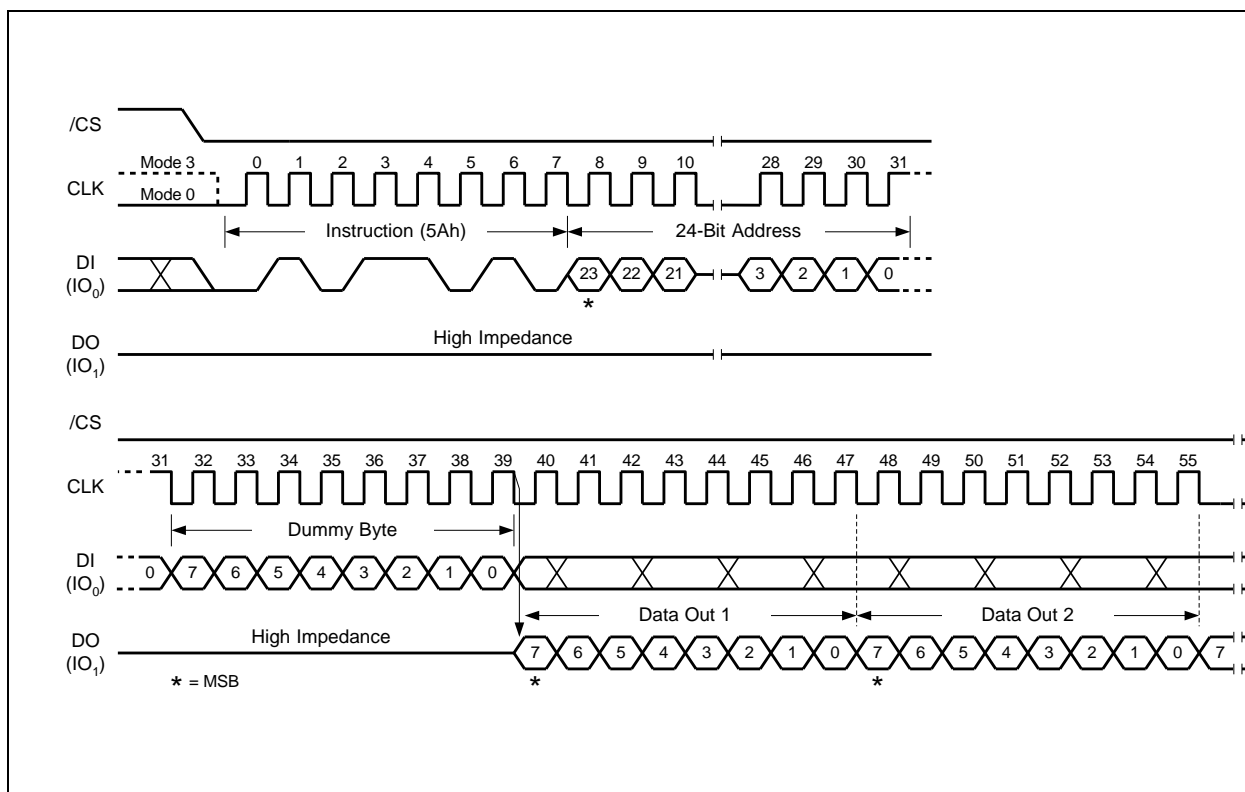 /CS
Mode 3 0 1 2 3 4 5 6 7 8 9 10 28 29 30 31
CLK
Mode 0
Instruction (5Ah) 24-Bit Address
DI
(IO0) 23 22 21 3 2 1 0
*
High Impedance
DO
(IO1)
/CS
31 32 33 34 35 36 37 38 39 40 41 42 43 44 45 46 47 48 49 50 51 52 53 54 55
CLK
Dummy Byte
DI
(IO0) 0 7 6 5 4 3 2 1 0
Data Out 1 Data Out 2
High Impedance
DO
(IO1) 7 6 5 4 3 2 1 0 7 6 5 4 3 2 1 0 7
* = MSB * *